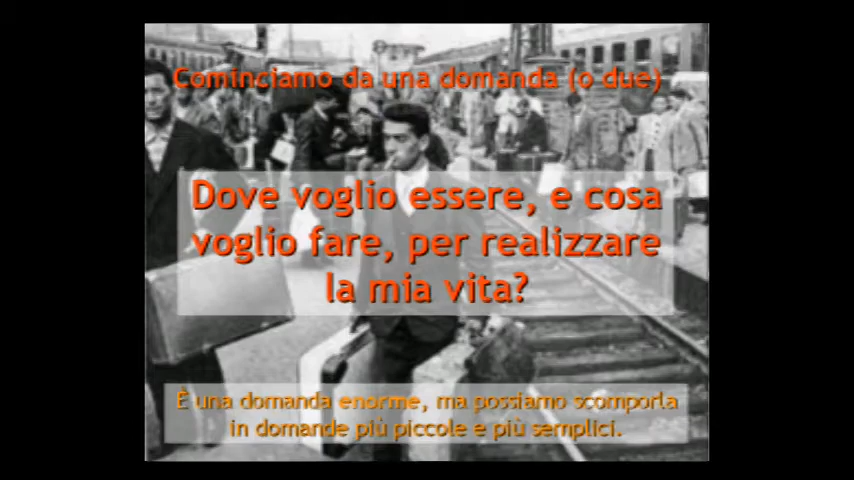 Cominciamo da una domanda (o due)
Dove voglio essere, e cosa
voglio fare, per realizzare
la mia vita?
È una domanda enorme, ma possiamo scomporla
in domande più piccole e più semplici.